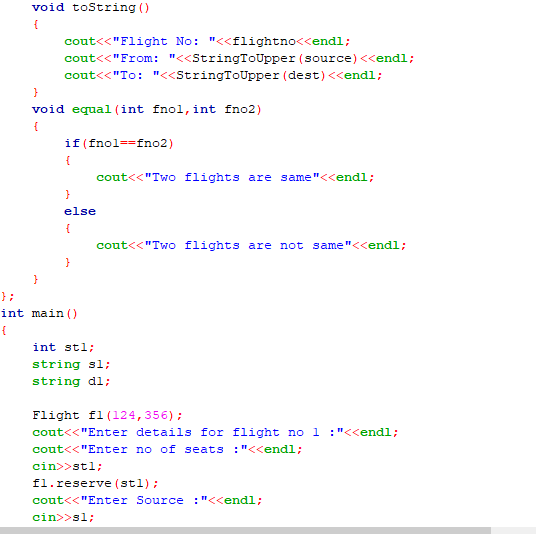 void toString()
{
cout<<"Flight No: "<<flightno<<endl;
cout<<"From: "<<StringToUpper(source)<<endl;
cout<<"To: "<<StringToUpper(dest)<<endl;
}
void equal(int fno1,int fno2)
{
if(fno1==fno2)
{
cout<<"Two flights are same"<<endl;
}
else
{
cout<<"Two flights are not same"<<endl;
}
}
};
int main()
{
int st1;
string s1;
string d1;
Flight f1(124,356);
cout<<"Enter details for flight no 1 :"<<endl;
cout<<"Enter no of seats :"<<endl;
cin>>st1;
f1.reserve(st1);
cout<<"Enter Source :"<<endl;
cin>>s1;